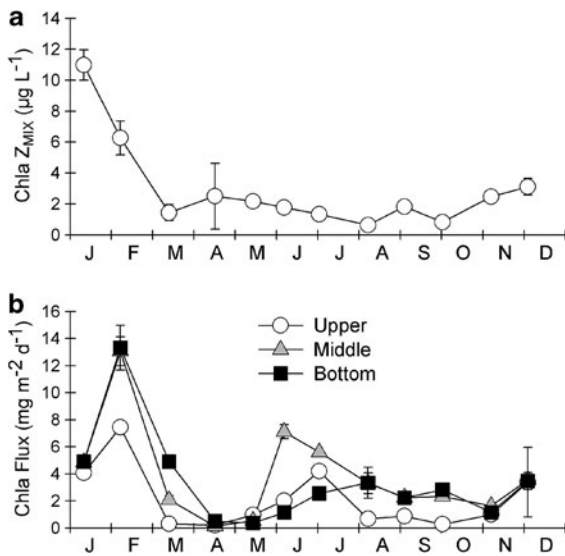 a
14
12
10
8
6
4
2
0
Chla Z_MIX (µg L⁻¹)
J F M A M J J A S O N D
b
16
14
12
10
8
6
4
2
0
Chla Flux (mg m⁻² d⁻¹)
Upper
Middle
Bottom
J F M A M J J A S O N D